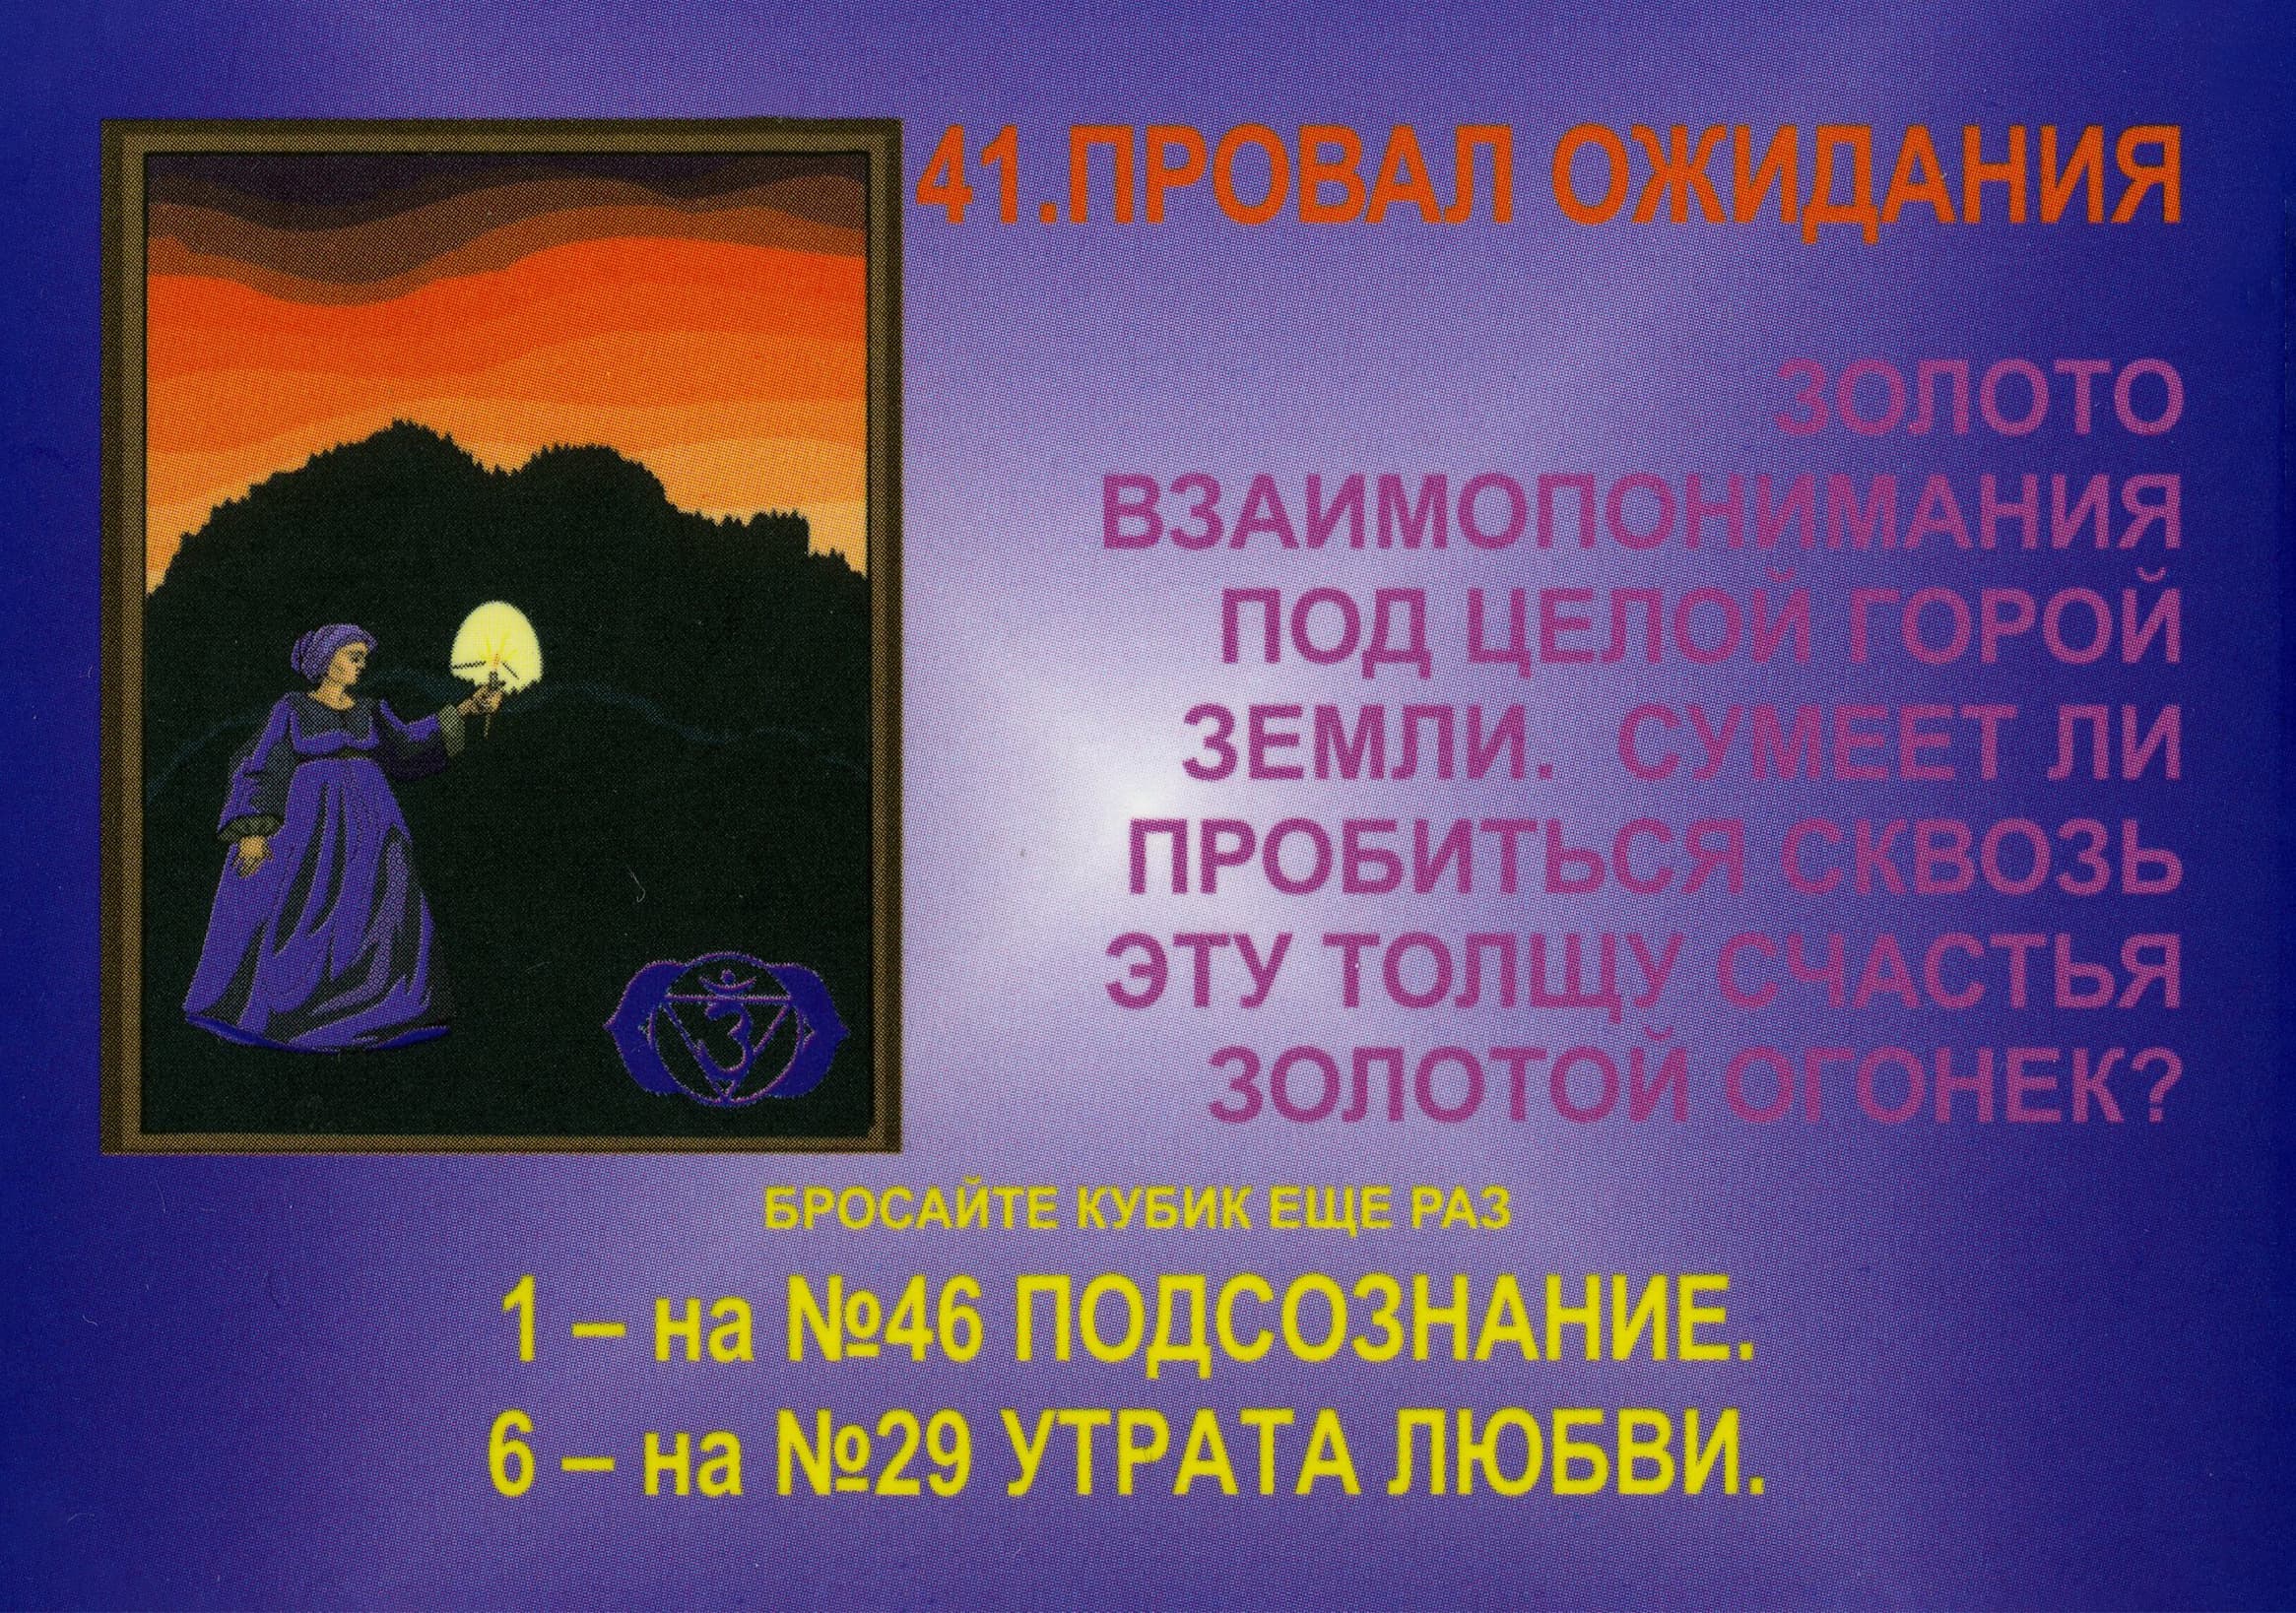 41.ПРОВАЛ ОЖИДАНИЯ
ЗОЛОТО
ВЗАИМОПОНИМАНИЯ
ПОД ЦЕЛОЙ ГОРОЙ
ЗЕМЛИ. СУМЕЕТ ЛИ
ПРОБИТЬСЯ СКВОЗЬ
ЭТУ ТОЛЩУ СЧАСТЬЯ
ЗОЛОТОЙ ОГОНЕК?
БРОСАЙТЕ КУБИК ЕЩЕ РАЗ
1 – на №46 ПОДСОЗНАНИЕ.
6 – на №29 УТРАТА ЛЮБВИ.